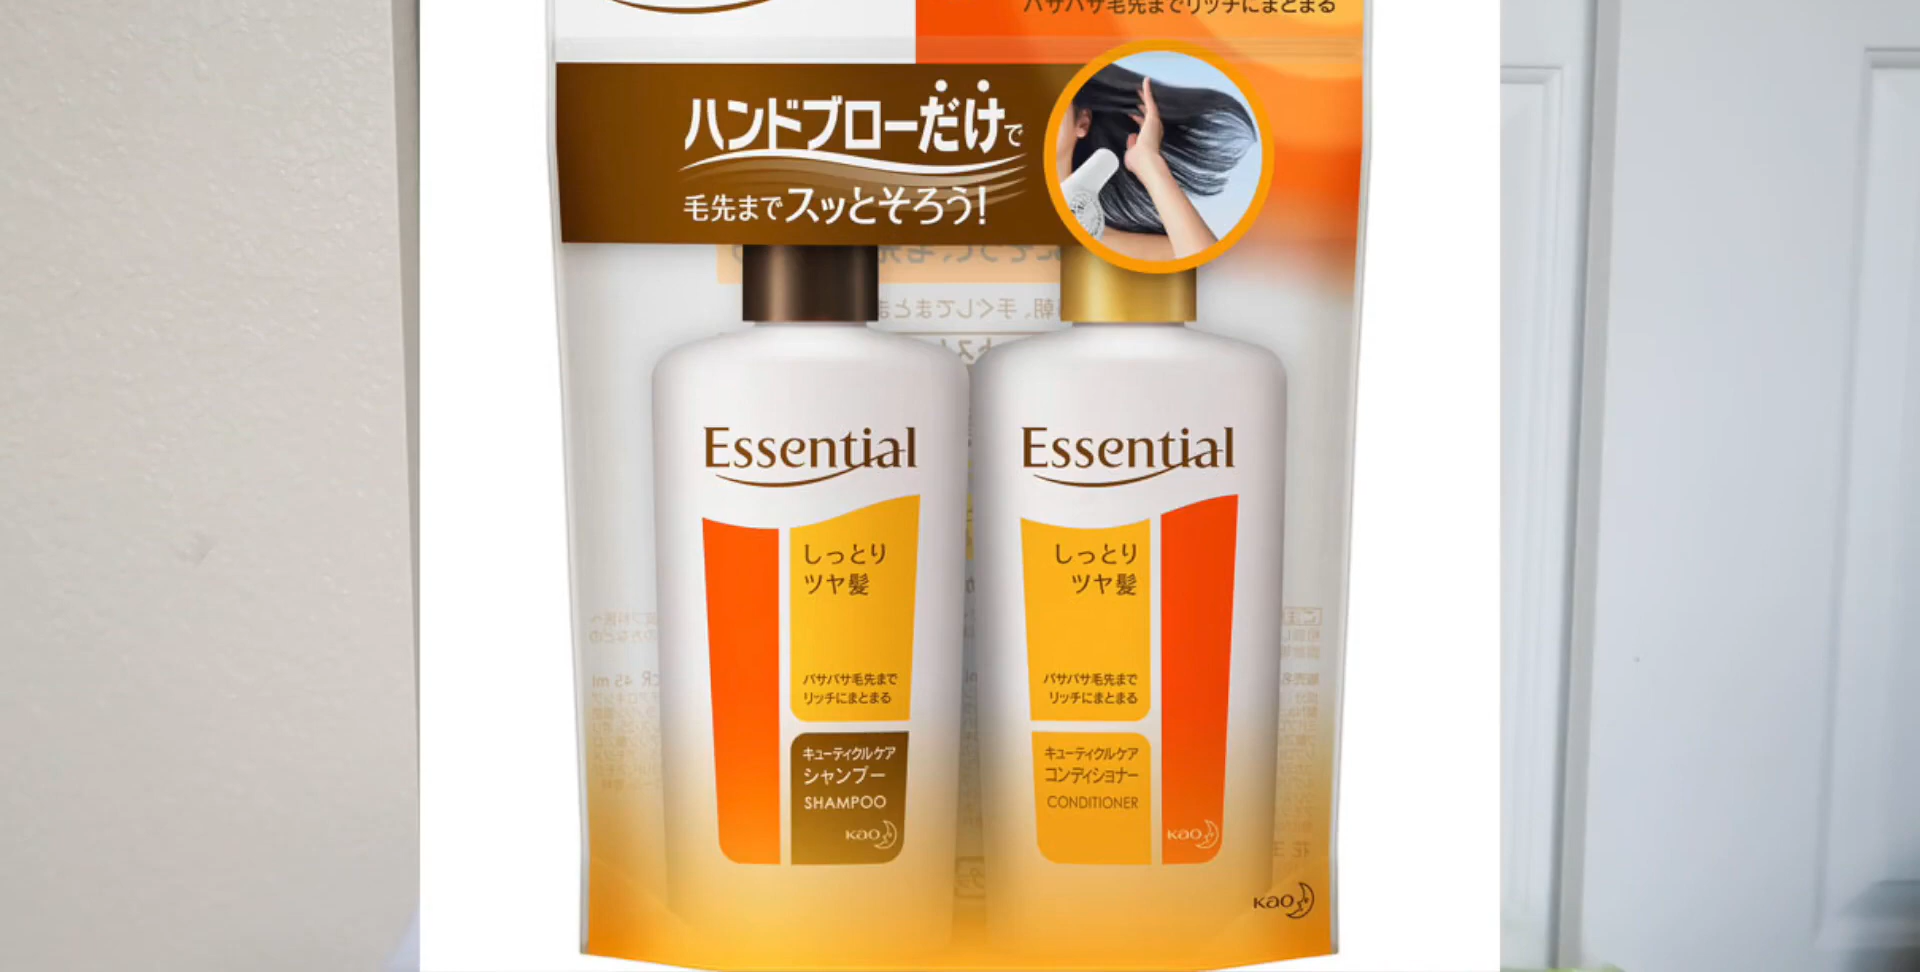 パサパサ毛先までリッチにまとまる
ハンドブローだけで
毛先までスッとそろう!
Essential
しっとり
ツヤ髪
パサパサ毛先まで
リッチにまとまる
キューティクルケア
シャンプー
SHAMPOO
Kao
Essential
しっとり
ツヤ髪
パサパサ毛先まで
リッチにまとまる
キューティクルケア
コンディショナー
CONDITIONER
Kao
Kao